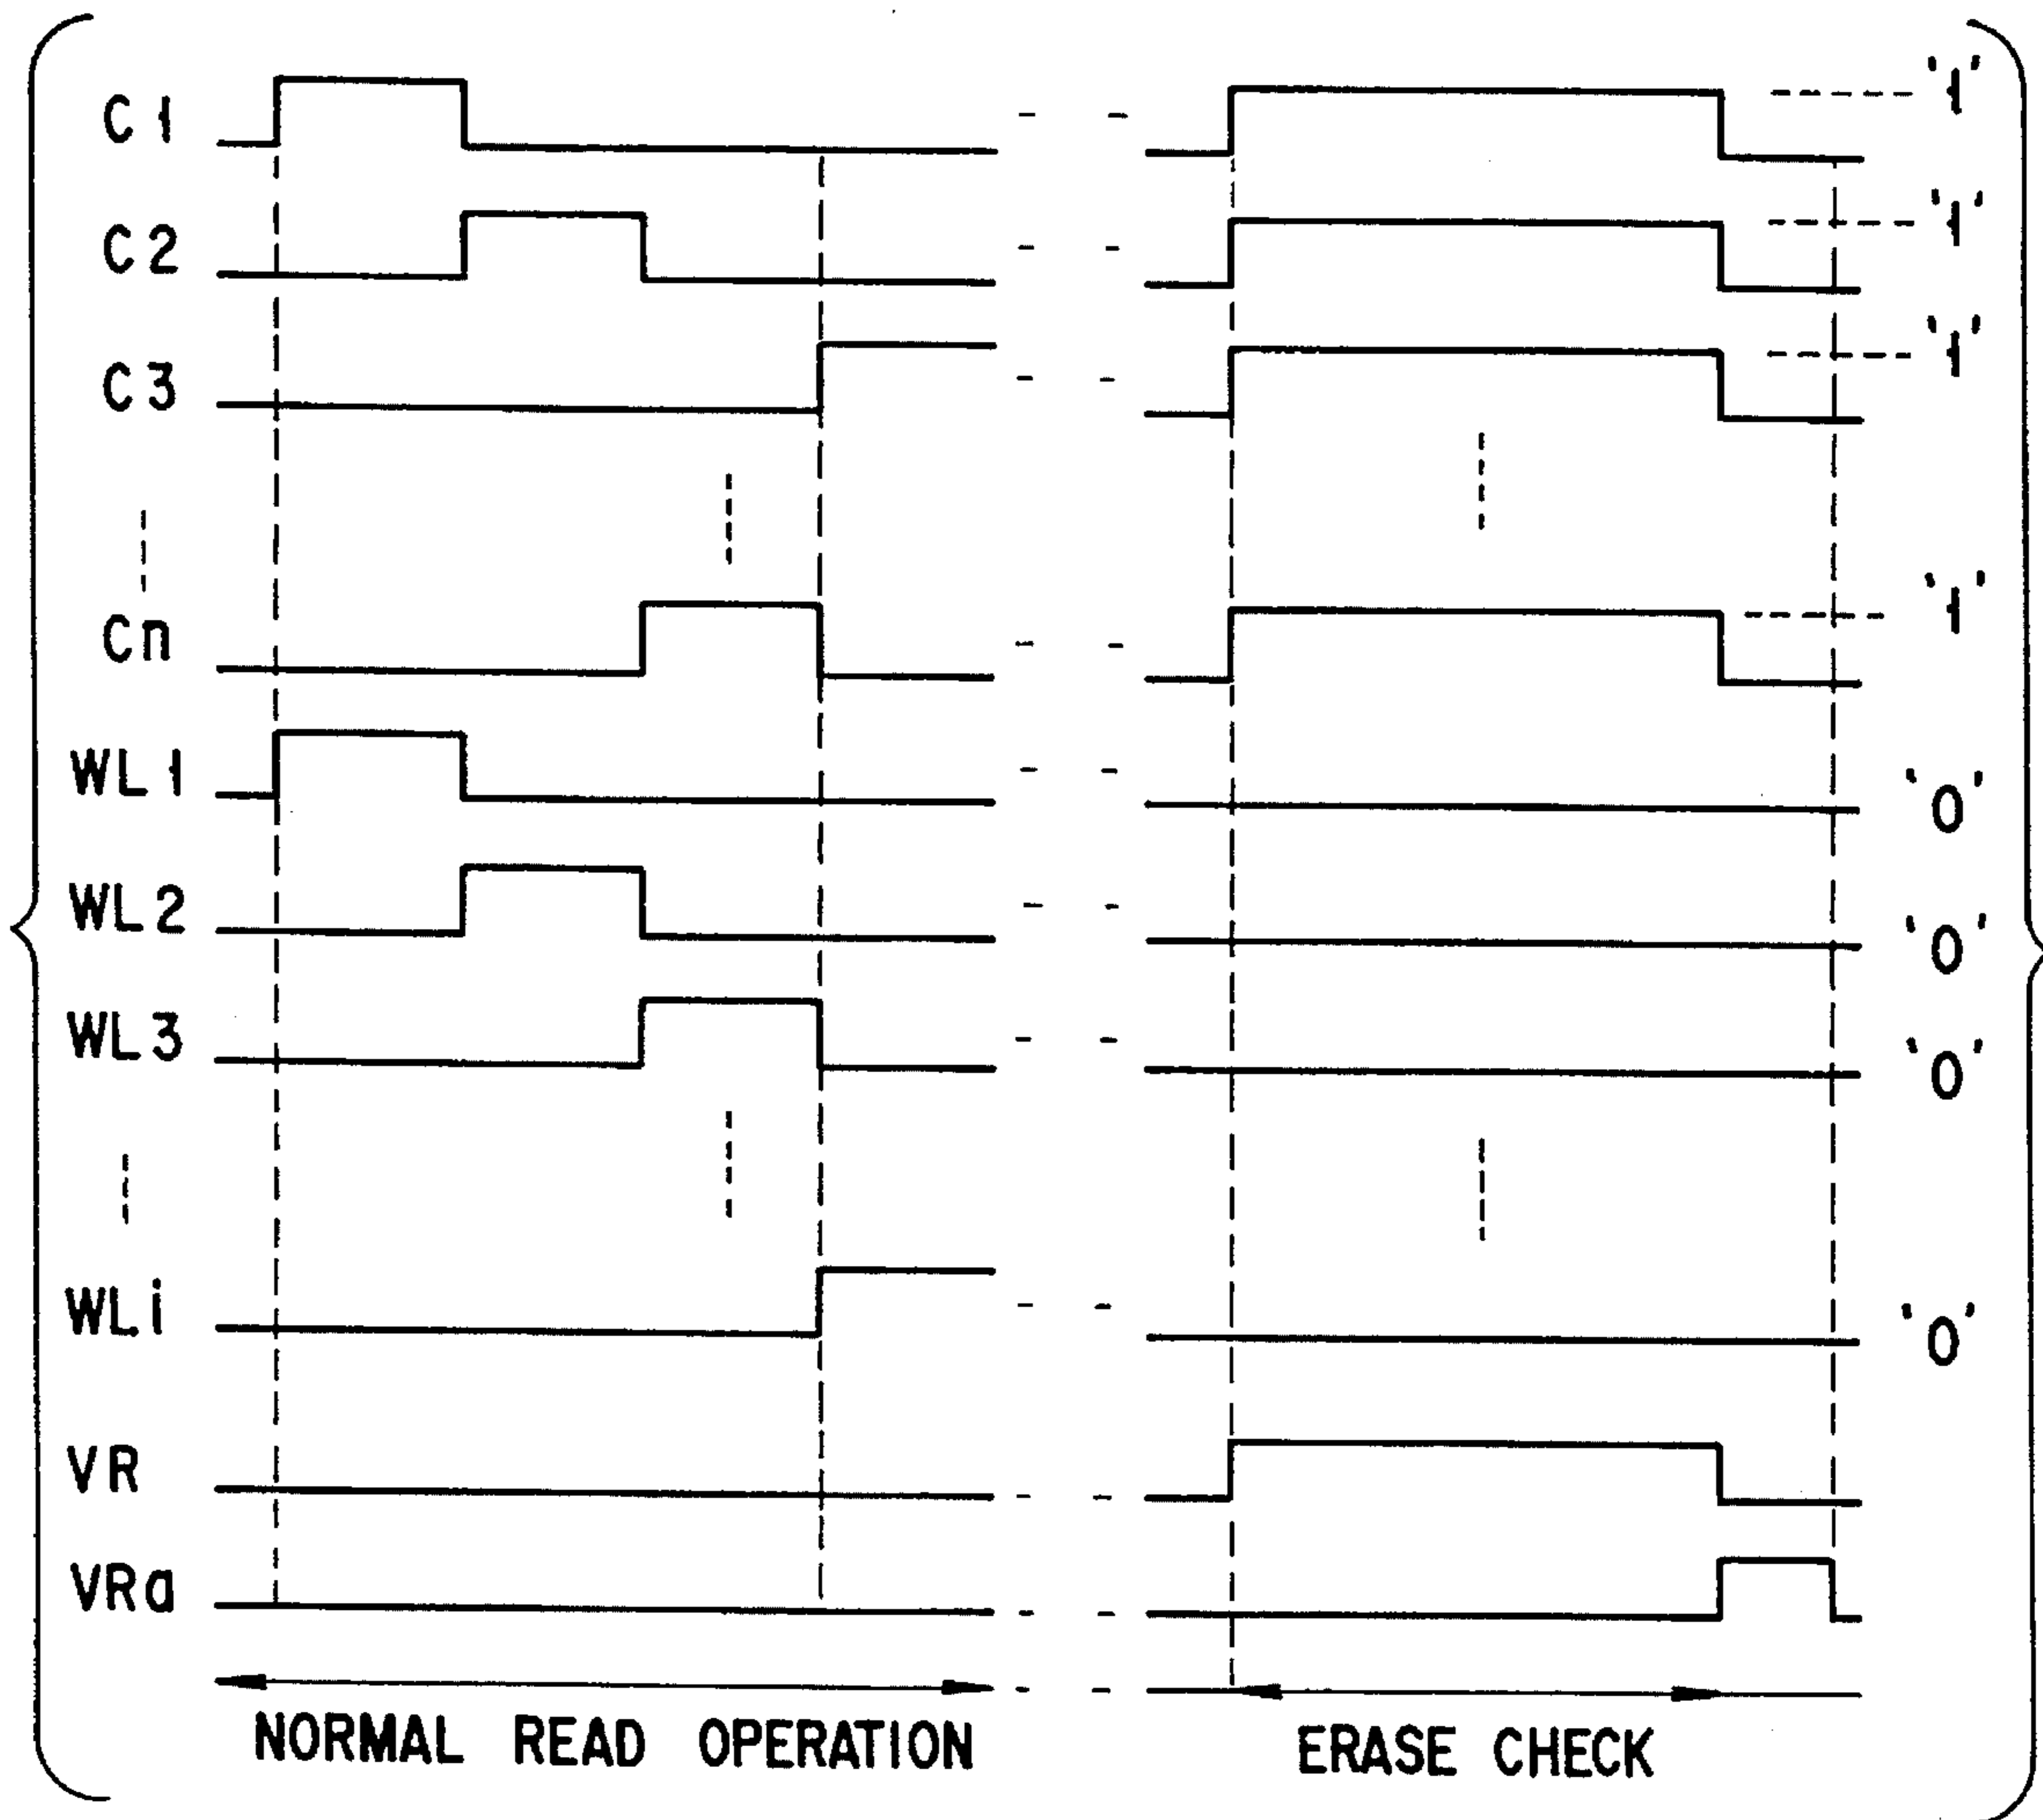 C1 '1'
C2 '1'
C3 '1'
Cn '1'
WL1 '0'
WL2 '0'
WL3 '0'
WLi '0'
VR
VRa
NORMAL READ OPERATION ERASE CHECK